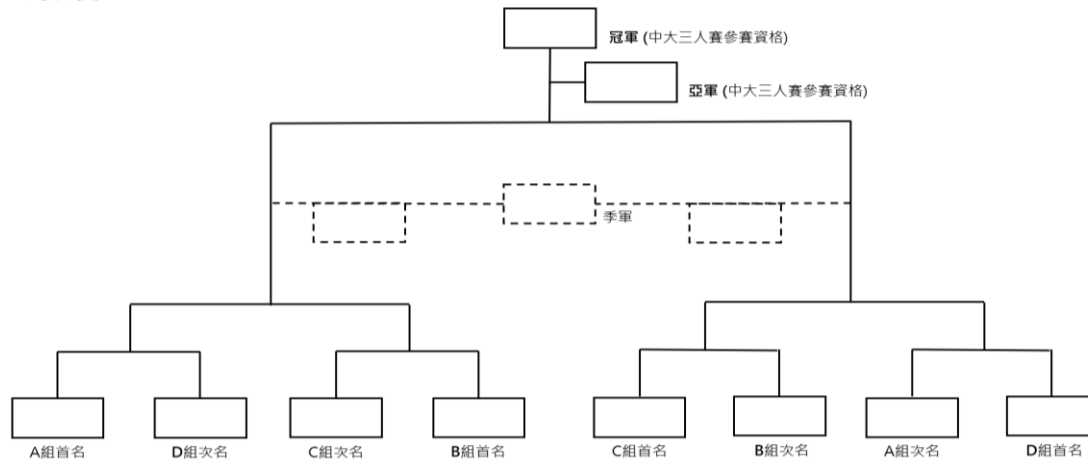 冠軍 (中大三人賽參賽資格)
亞軍 (中大三人賽參賽資格)
季軍
A組首名
D組次名
C組次名
B組首名
C組首名
B組次名
A組次名
D組首名